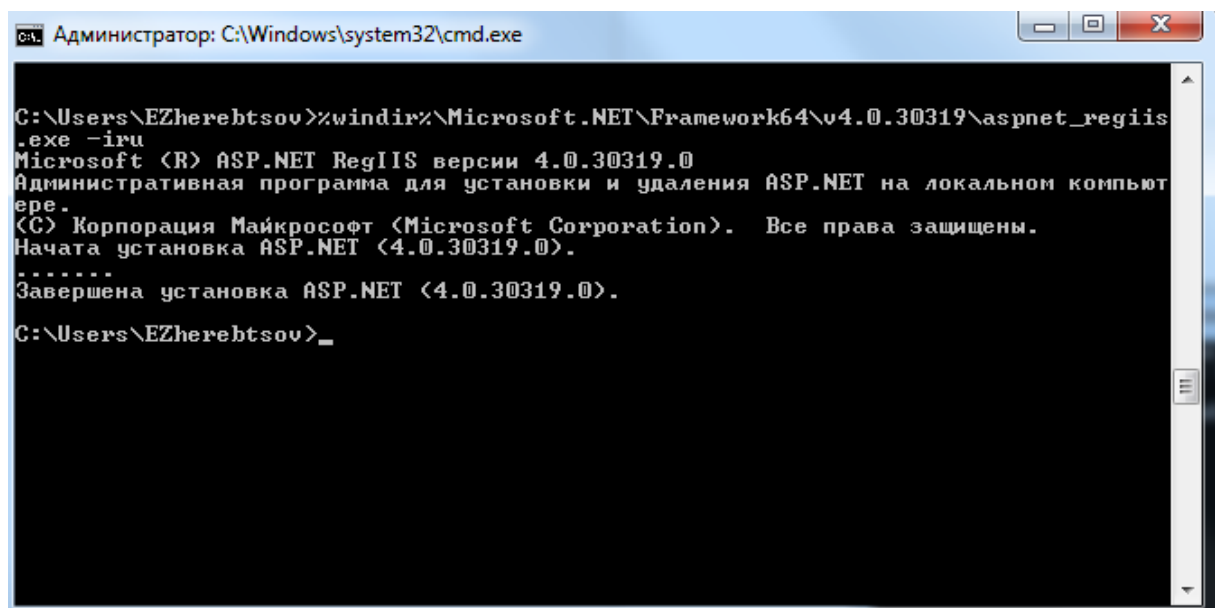 Администратор: C:\Windows\system32\cmd.exe
C:\Users\EZherebtsov>%windir%\Microsoft.NET\Framework64\v4.0.30319\aspnet_regiis
.exe -iru
Microsoft (R) ASP.NET RegIIS версии 4.0.30319.0
Административная программа для установки и удаления ASP.NET на локальном компьют
ере.
(C) Корпорация Майкрософт (Microsoft Corporation).  Все права защищены.
Начата установка ASP.NET (4.0.30319.0).
.......
Завершена установка ASP.NET (4.0.30319.0).
C:\Users\EZherebtsov>_